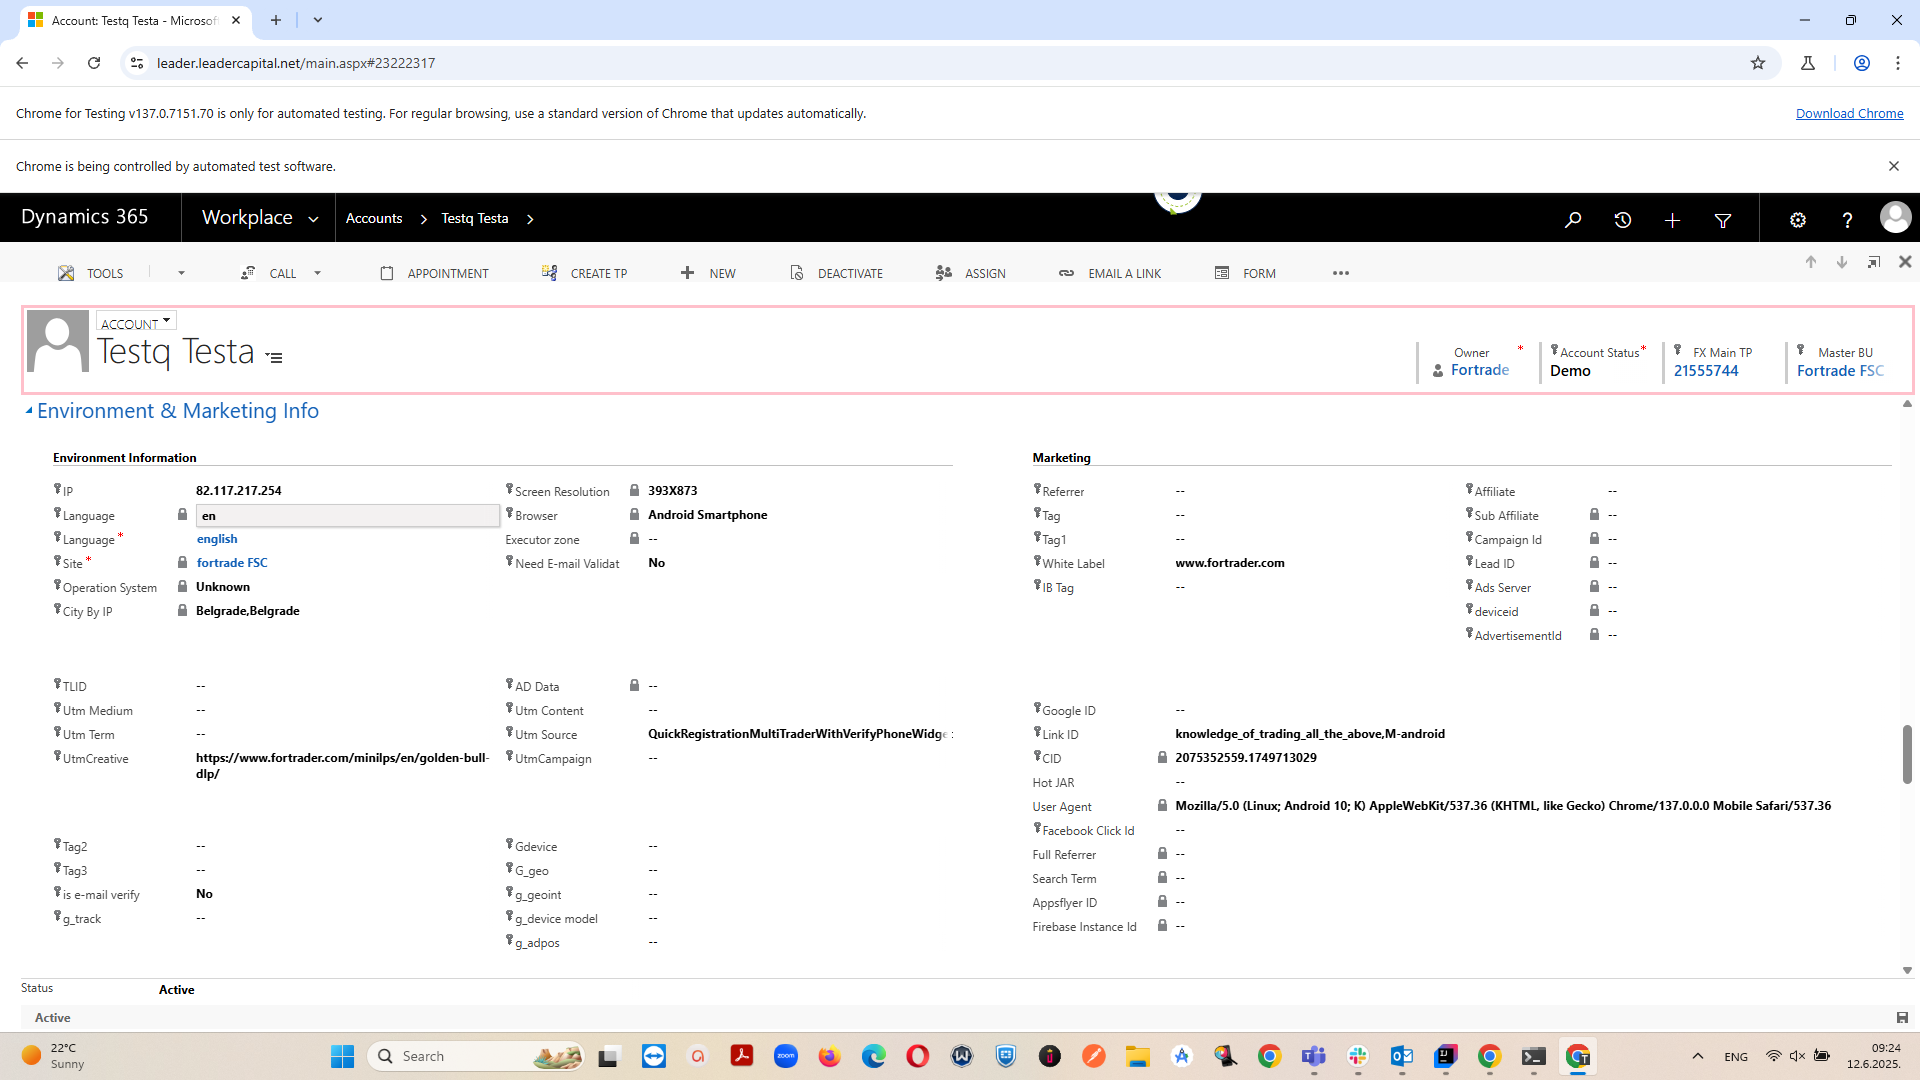 Account: Testq Testa - Microsof
leader.leadercapital.net/main.aspx#23222317
Chrome for Testing v137.0.7151.70 is only for automated testing. For regular browsing, use a standard version of Chrome that updates automatically.
Download Chrome
Chrome is being controlled by automated test software.
Dynamics 365
Workplace
Accounts
Testq Testa
TOOLS
CALL
APPOINTMENT
CREATE TP
NEW
DEACTIVATE
ASSIGN
EMAIL A LINK
FORM
ACCOUNT
Testq Testa
Owner *
Fortrade
Account Status *
Demo
FX Main TP
21555744
Master BU
Fortrade FSC
Environment & Marketing Info
Environment Information
IP 82.117.217.254
Language en
Language * english
Site * fortrade FSC
Operation System Unknown
City By IP Belgrade,Belgrade
Screen Resolution 393X873
Browser Android Smartphone
Executor zone --
Need E-mail Validat No
Marketing
Referrer --
Tag --
Tag1 --
White Label www.fortrader.com
IB Tag --
Affiliate --
Sub Affiliate --
Campaign Id --
Lead ID --
Ads Server --
deviceid --
AdvertisementId --
TLID --
Utm Medium --
Utm Term --
UtmCreative https://www.fortrader.com/minilps/en/golden-bull-
dlp/
AD Data --
Utm Content --
Utm Source QuickRegistrationMultiTraderWithVerifyPhoneWidge
UtmCampaign --
Google ID --
Link ID knowledge_of_trading_all_the_above,M-android
CID 2075352559.1749713029
Hot JAR --
User Agent Mozilla/5.0 (Linux; Android 10; K) AppleWebKit/537.36 (KHTML, like Gecko) Chrome/137.0.0.0 Mobile Safari/537.36
Facebook Click Id --
Full Referrer --
Search Term --
Appsflyer ID --
Firebase Instance Id --
Tag2 --
Tag3 --
is e-mail verify No
g_track --
Gdevice --
G_geo --
g_geoint --
g_device model --
g_adpos --
Status Active
Active
22°C
Sunny
Search
zoom
ENG
09:24
12.6.2025.